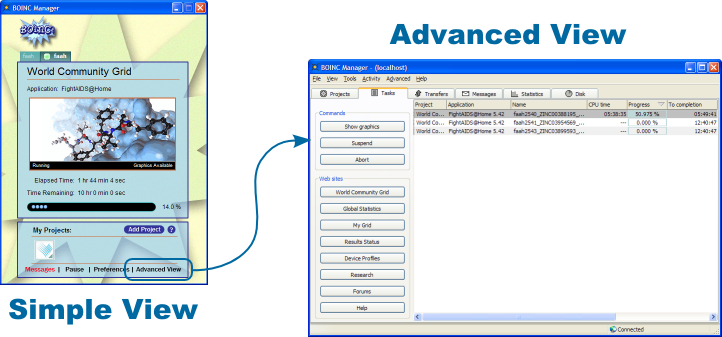 BOINC Manager
BOINC
faah faah
World Community Grid
Application: FightAIDS@Home
Running Graphics Available
Elapsed Time: 1 hr 44 min 4 sec
Time Remaining: 10 hr 0 min 0 sec
14.0 %
My Projects: Add Project ?
Messages | Pause | Preferences | Advanced View
Simple View
Advanced View
BOINC Manager - (localhost)
File View Tools Activity Advanced Help
Projects Tasks Transfers Messages Statistics Disk
Commands
Show graphics
Suspend
Abort
Web sites
World Community Grid
Global Statistics
My Grid
Results Status
Device Profiles
Research
Forums
Help
Project Application Name CPU time Progress To completion
World Co... FightAIDS@Home 5.42 faah2540_ZINC00388195_... 05:38:35 50.975 % 05:49:41
World Co... FightAIDS@Home 5.42 faah2541_ZINC03954569_... --- 0.000 % 12:40:47
World Co... FightAIDS@Home 5.42 faah2543_ZINC03899593_... --- 0.000 % 12:40:47
Connected